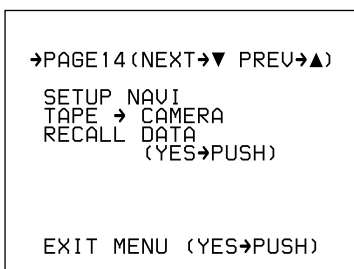 ➔PAGE14(NEXT➔▼ PREV➔▲)
SETUP NAVI
TAPE ➔ CAMERA
RECALL DATA
(YES➔PUSH)
EXIT MENU (YES➔PUSH)